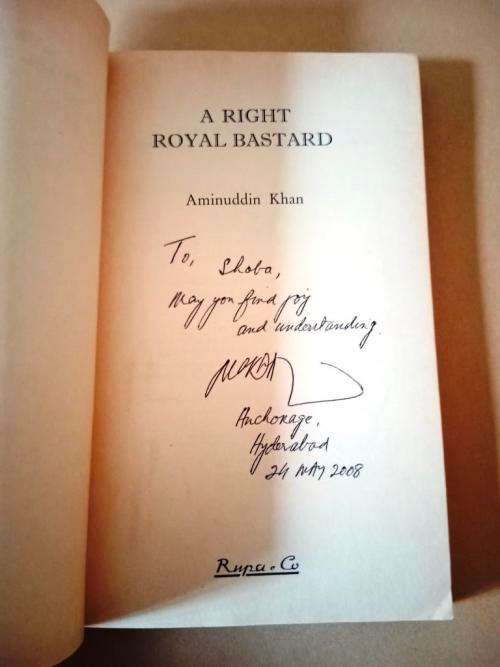 A RIGHT
ROYAL BASTARD
Aminuddin Khan
To,
Shoba,
May you find joy
and understanding.
Anchorage,
Hyderabad
24 MAY 2008
Rupa • Co